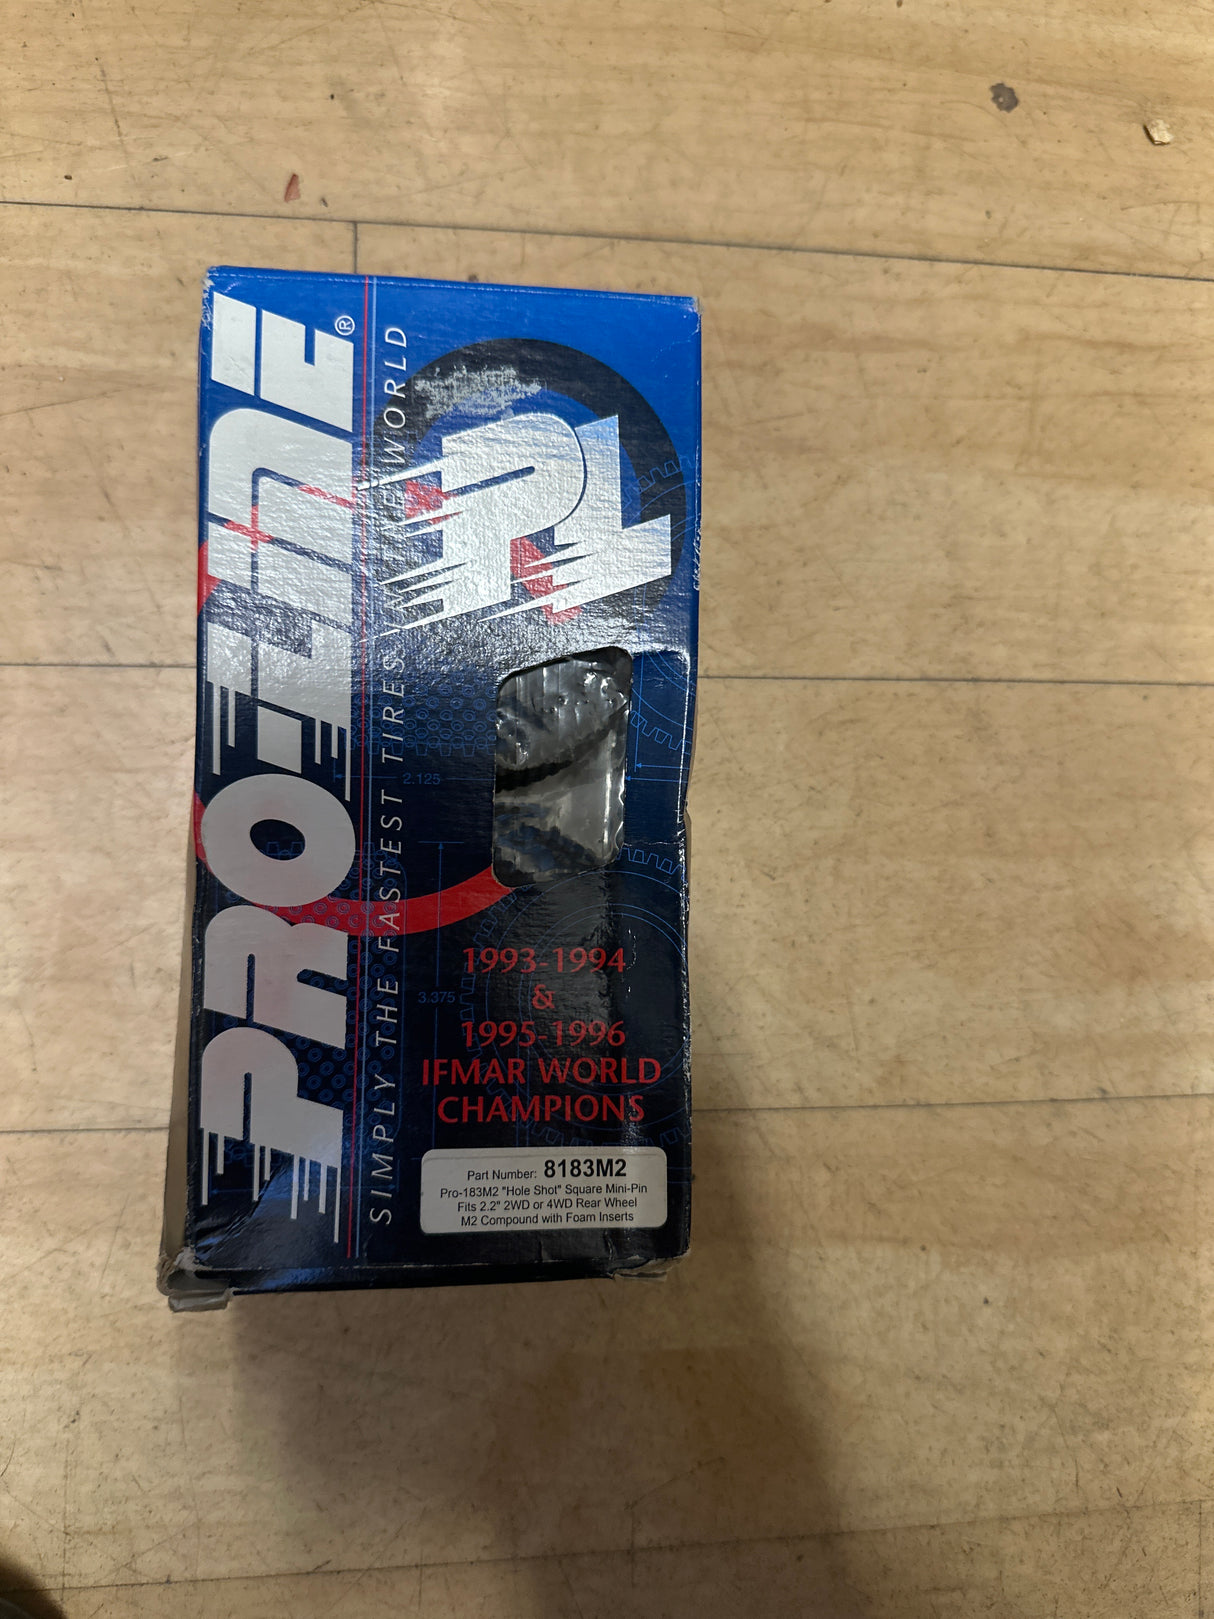 PRO-LINE®
SIMPLY THE FASTEST TIRES IN THE WORLD
PL
2.125
3.375
1993-1994
&
1995-1996
IFMAR WORLD
CHAMPIONS
Part Number: 8183M2
Pro-183M2 "Hole Shot" Square Mini-Pin
Fits 2.2" 2WD or 4WD Rear Wheel
M2 Compound with Foam Inserts